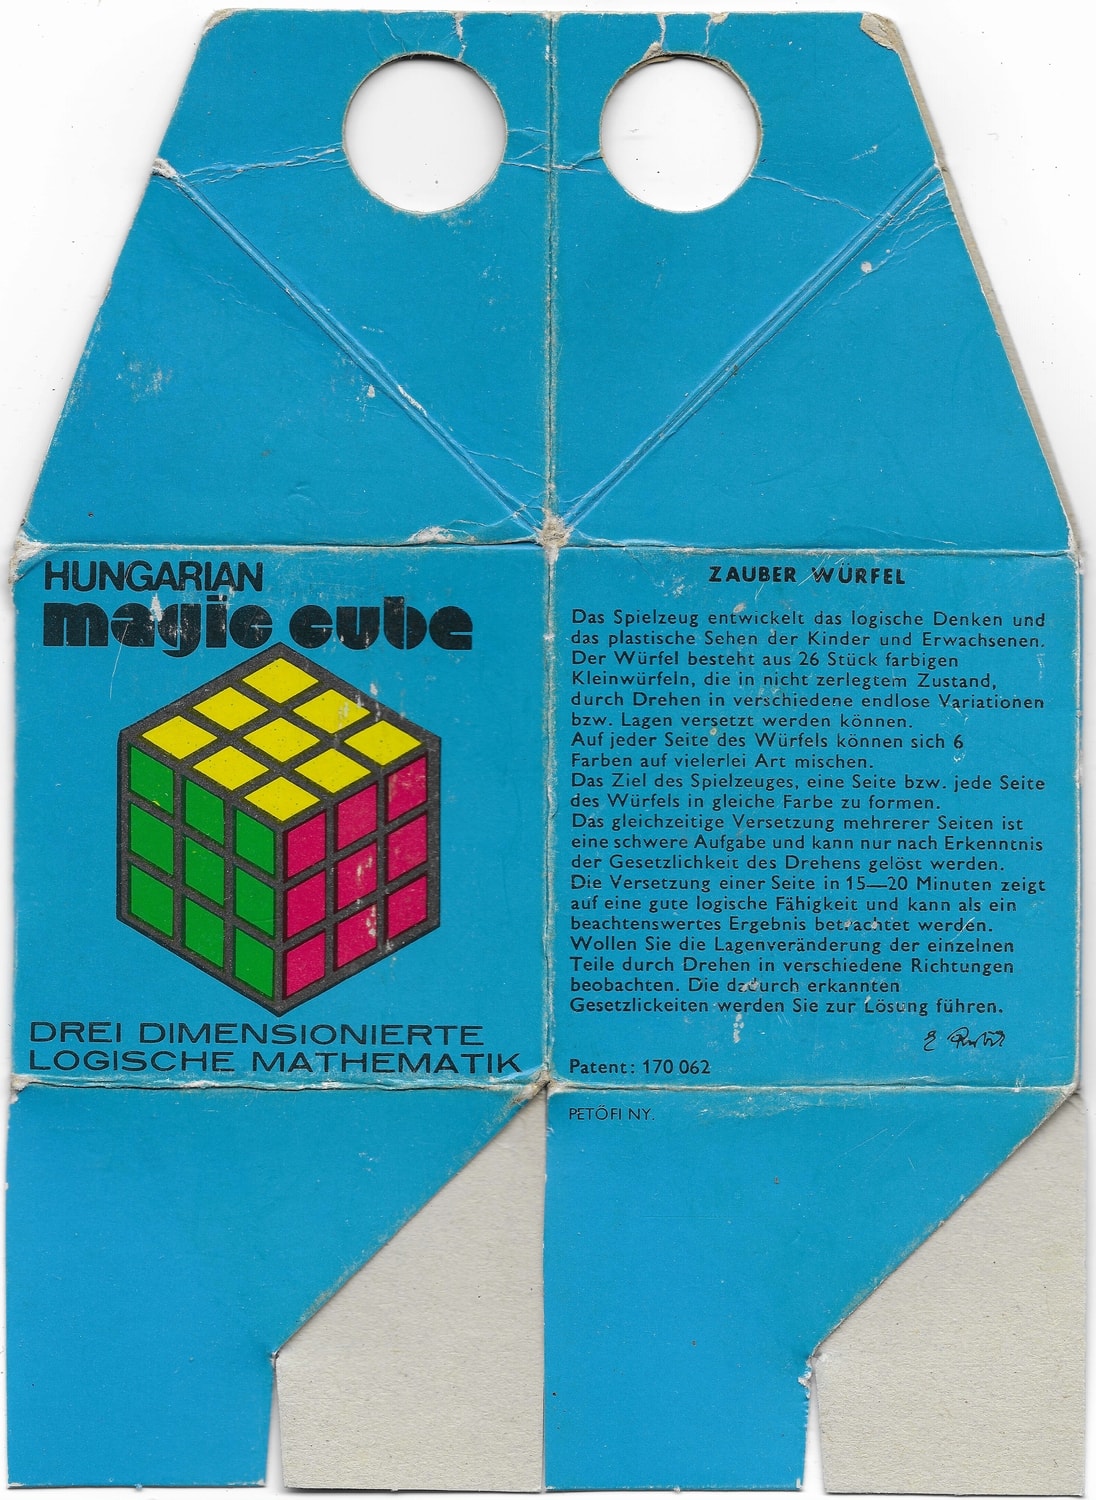 HUNGARIAN
magic cube
DREI DIMENSIONIERTE
LOGISCHE MATHEMATIK
ZAUBER WÜRFEL
Das Spielzeug entwickelt das logische Denken und
das plastische Sehen der Kinder und Erwachsenen.
Der Würfel besteht aus 26 Stück farbigen
Kleinwürfeln, die in nicht zerlegtem Zustand,
durch Drehen in verschiedene endlose Variationen
bzw. Lagen versetzt werden können.
Auf jeder Seite des Würfels können sich 6
Farben auf vielerlei Art mischen.
Das Ziel des Spielzeuges, eine Seite bzw. jede Seite
des Würfels in gleiche Farbe zu formen.
Das gleichzeitige Versetzung mehrerer Seiten ist
eine schwere Aufgabe und kann nur nach Erkenntnis
der Gesetzlichkeit des Drehens gelöst werden.
Die Versetzung einer Seite in 15—20 Minuten zeigt
auf eine gute logische Fähigkeit und kann als ein
beachtenswertes Ergebnis betrachtet werden.
Wollen Sie die Lagenveränderung der einzelnen
Teile durch Drehen in verschiedene Richtungen
beobachten. Die dadurch erkannten
Gesetzlickeiten werden Sie zur Lösung führen.
Patent: 170 062
PETÖFI NY.